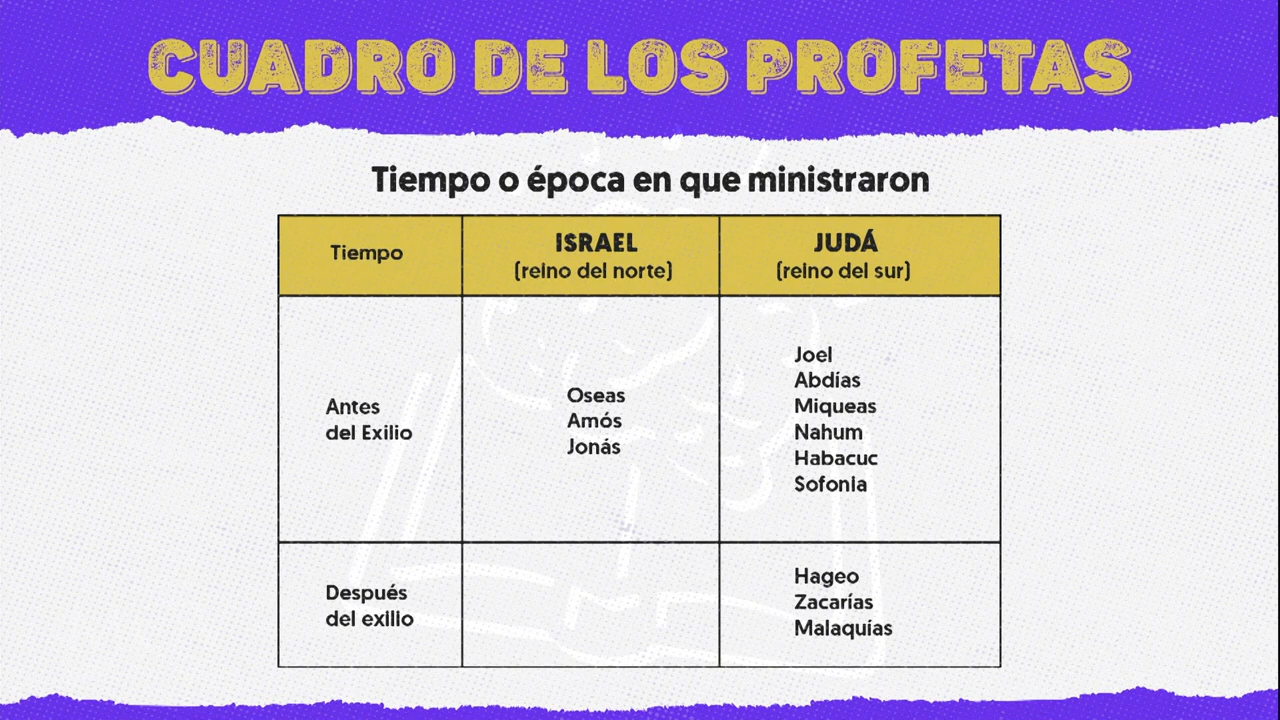 CUADRO DE LOS PROFETAS
Tiempo o época en que ministraron
Tiempo
ISRAEL
(reino del norte)
JUDÁ
(reino del sur)
Antes
del Exilio
Oseas
Amós
Jonás
Joel
Abdías
Miqueas
Nahum
Habacuc
Sofonia
Después
del exilio
Hageo
Zacarías
Malaquías